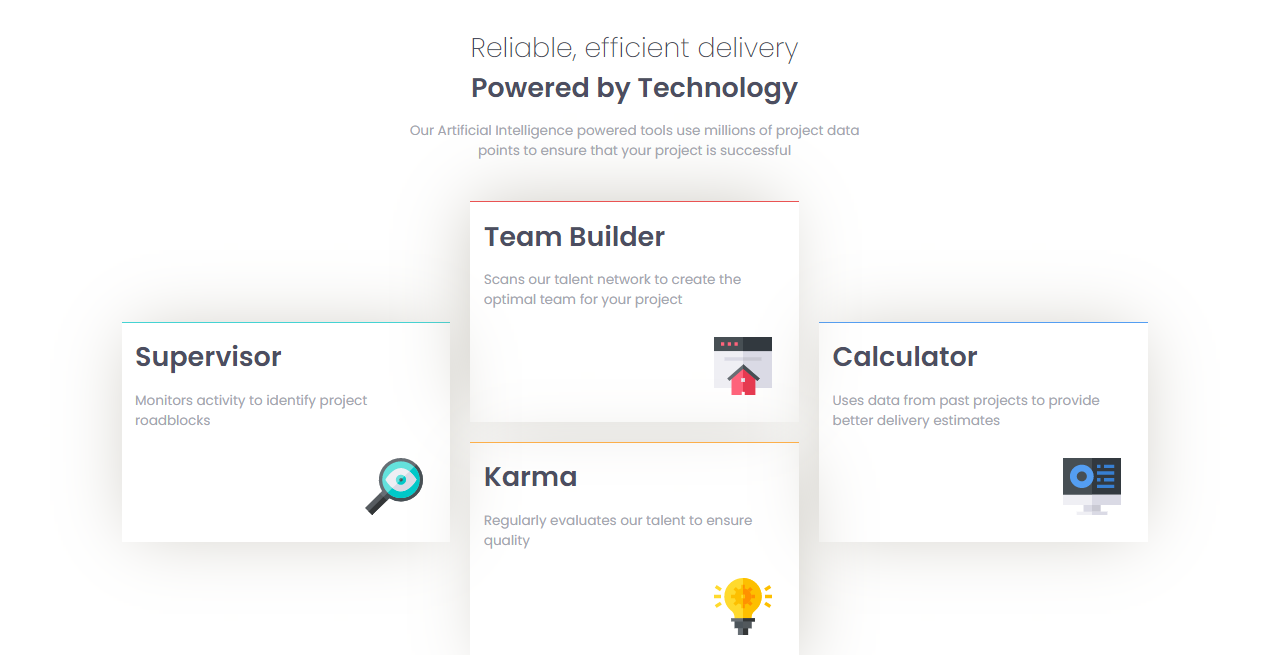 Reliable, efficient delivery
Powered by Technology
Our Artificial Intelligence powered tools use millions of project data
points to ensure that your project is successful
Supervisor
Monitors activity to identify project
roadblocks
Team Builder
Scans our talent network to create the
optimal team for your project
Karma
Regularly evaluates our talent to ensure
quality
Calculator
Uses data from past projects to provide
better delivery estimates